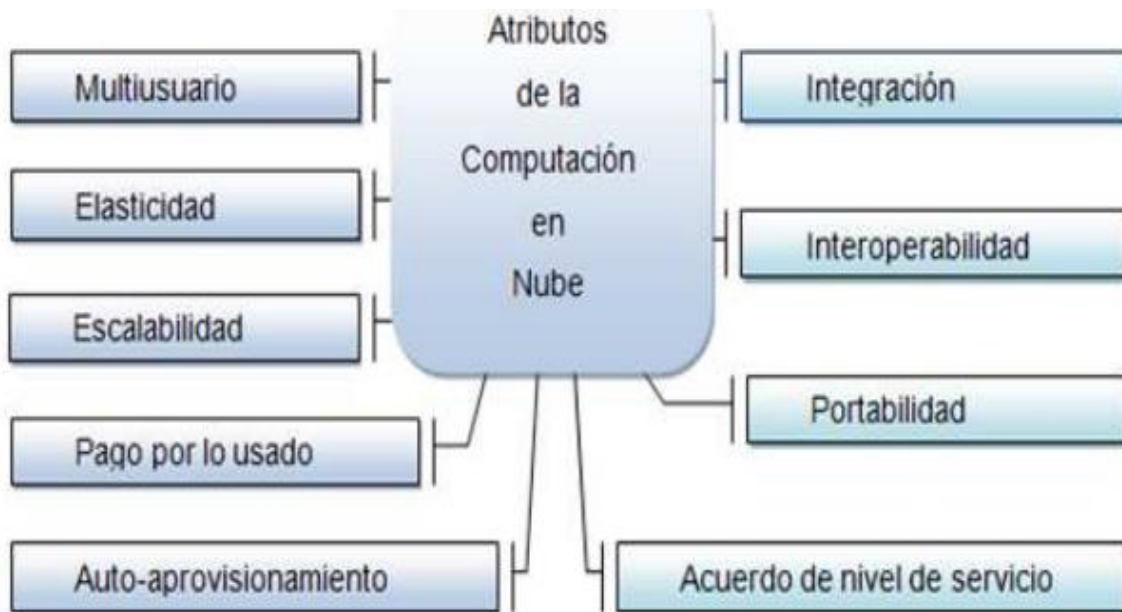 Atributos
de la
Computación
en
Nube
Multiusuario
Elasticidad
Escalabilidad
Pago por lo usado
Auto-aprovisionamiento
Integración
Interoperabilidad
Portabilidad
Acuerdo de nivel de servicio